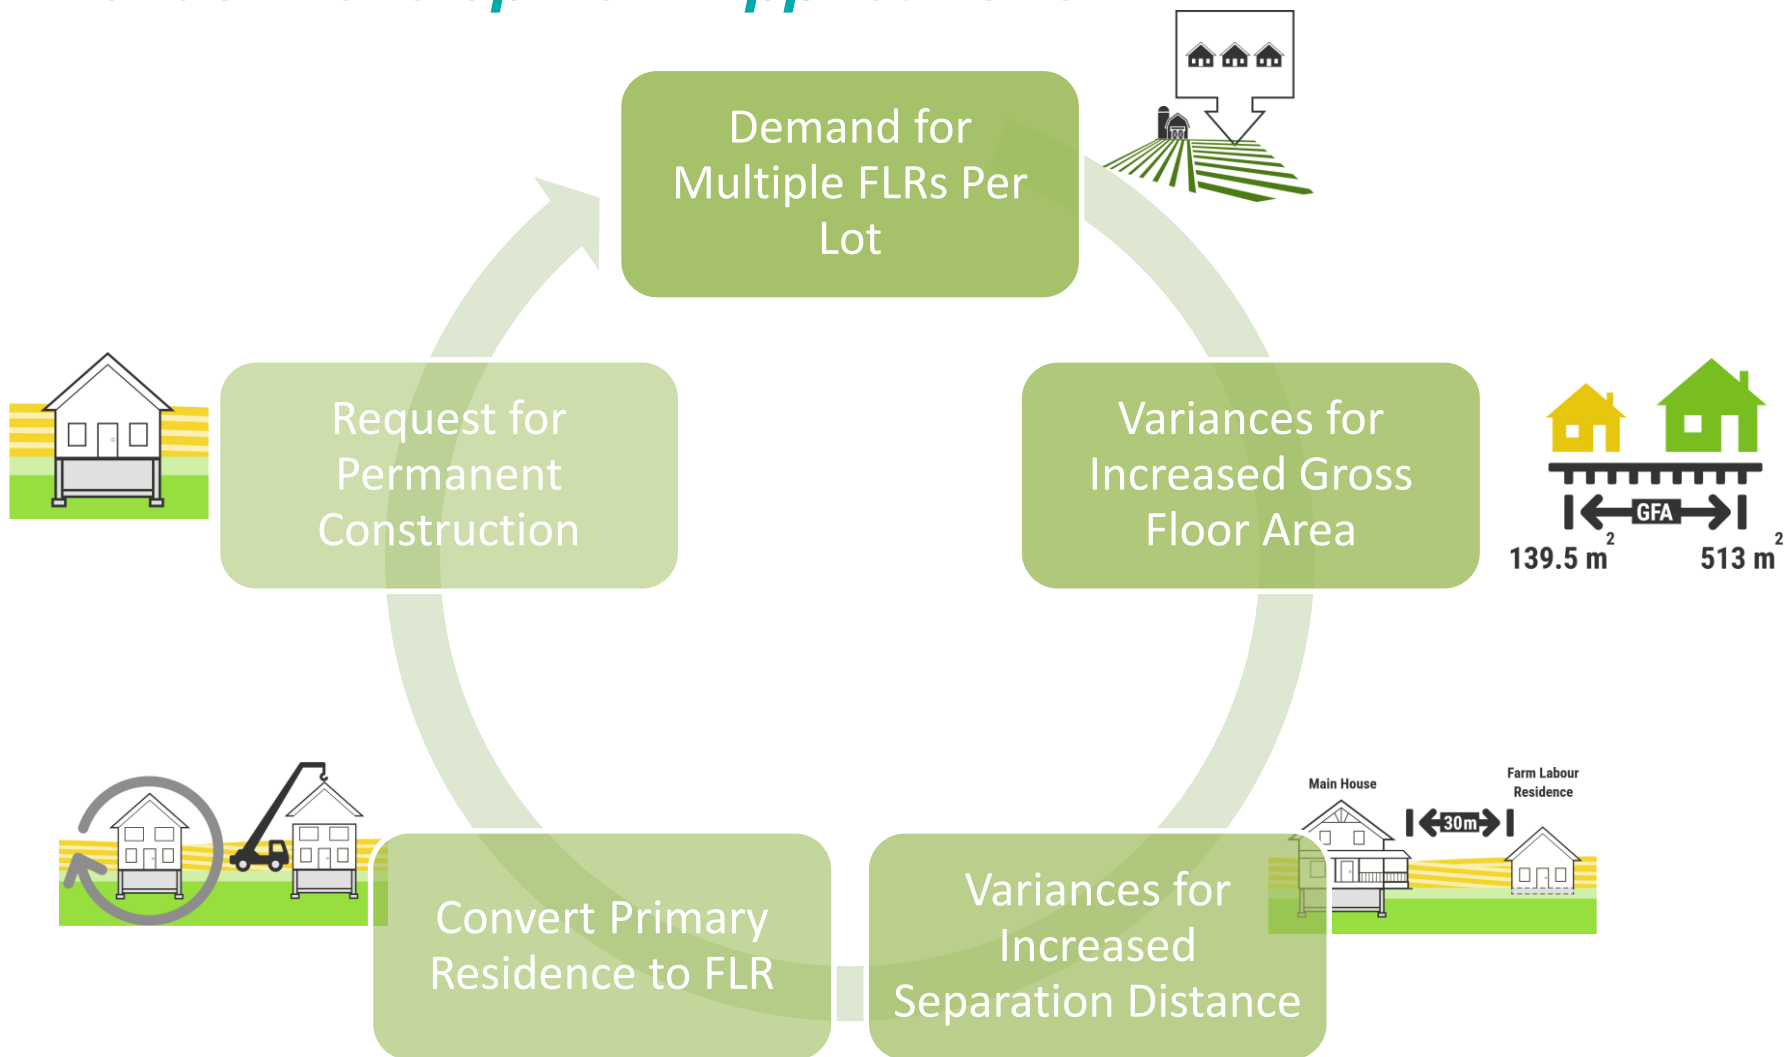 Demand for
Multiple FLRs Per
Lot
Variances for
Increased Gross
Floor Area
GFA
139.5 m²
513 m²
Main House
Farm Labour
Residence
30m
Variances for
Increased
Separation Distance
Convert Primary
Residence to FLR
Request for
Permanent
Construction